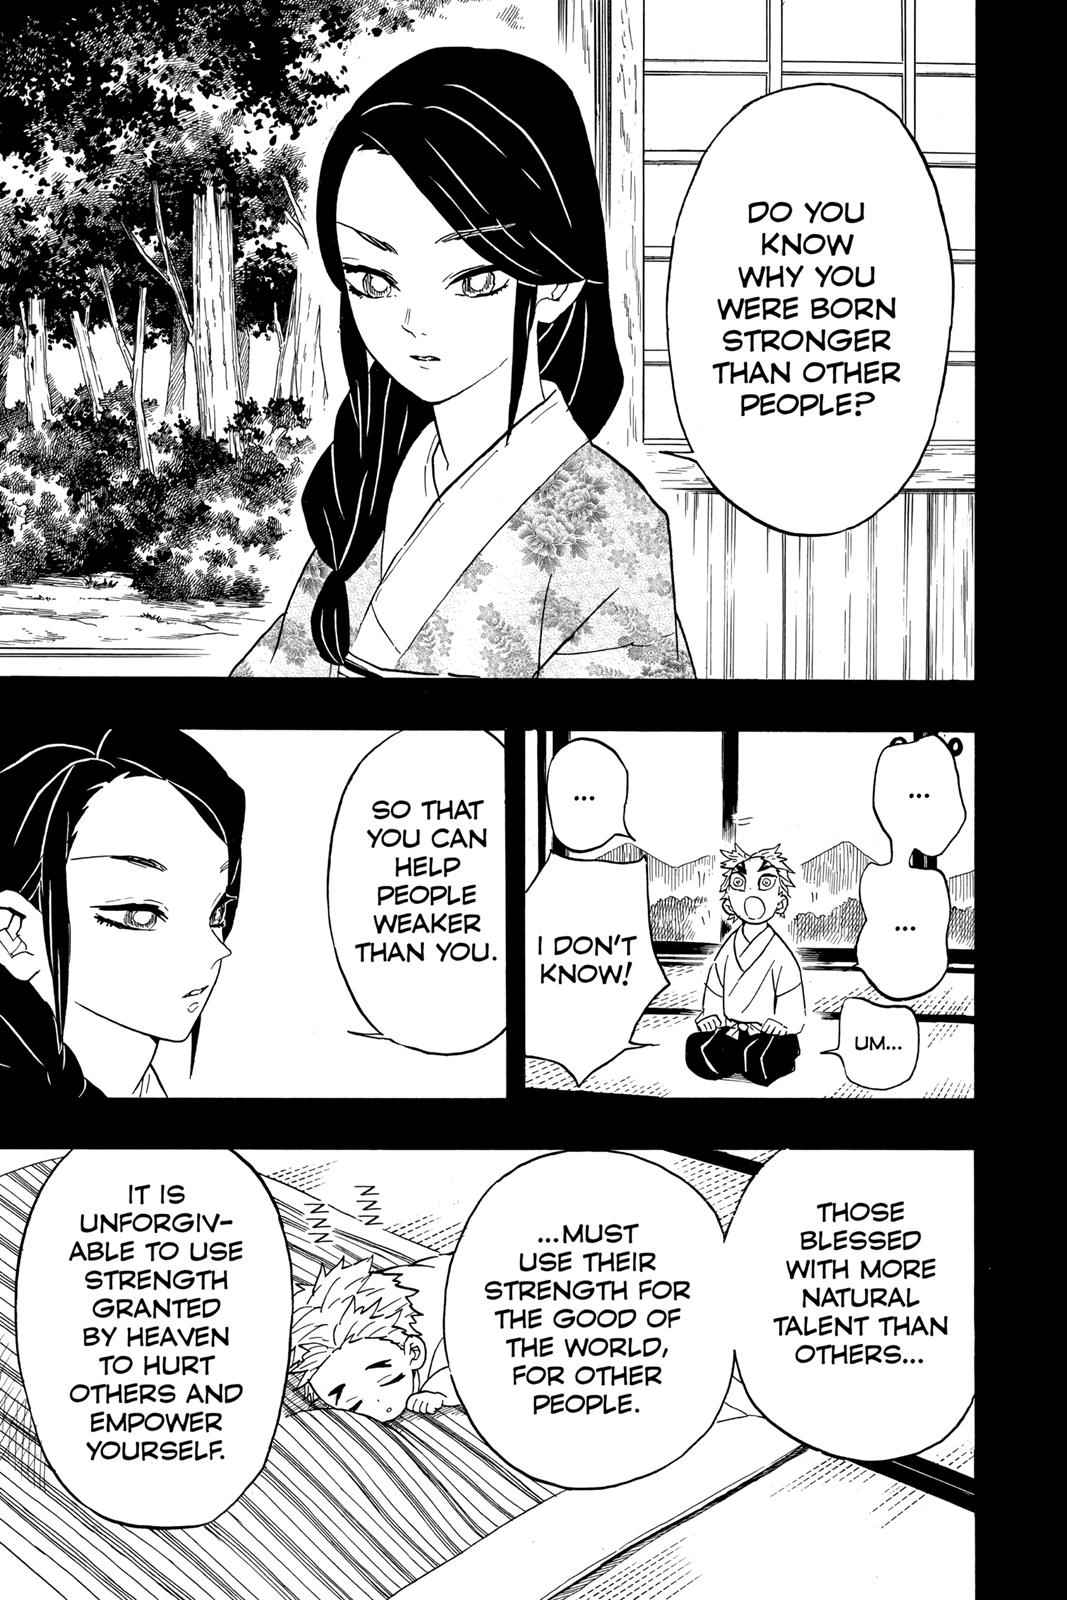 DO YOU
KNOW
WHY YOU
WERE BORN
STRONGER
THAN OTHER
PEOPLE?
...
...
UM...
...
I DON'T
KNOW!
SO THAT
YOU CAN
HELP
PEOPLE
WEAKER
THAN YOU.
THOSE
BLESSED
WITH MORE
NATURAL
TALENT THAN
OTHERS...
...MUST
USE THEIR
STRENGTH FOR
THE GOOD OF
THE WORLD,
FOR OTHER
PEOPLE.
NNN
NNN
IT IS
UNFORGIV-
ABLE TO USE
STRENGTH
GRANTED
BY HEAVEN
TO HURT
OTHERS AND
EMPOWER
YOURSELF.